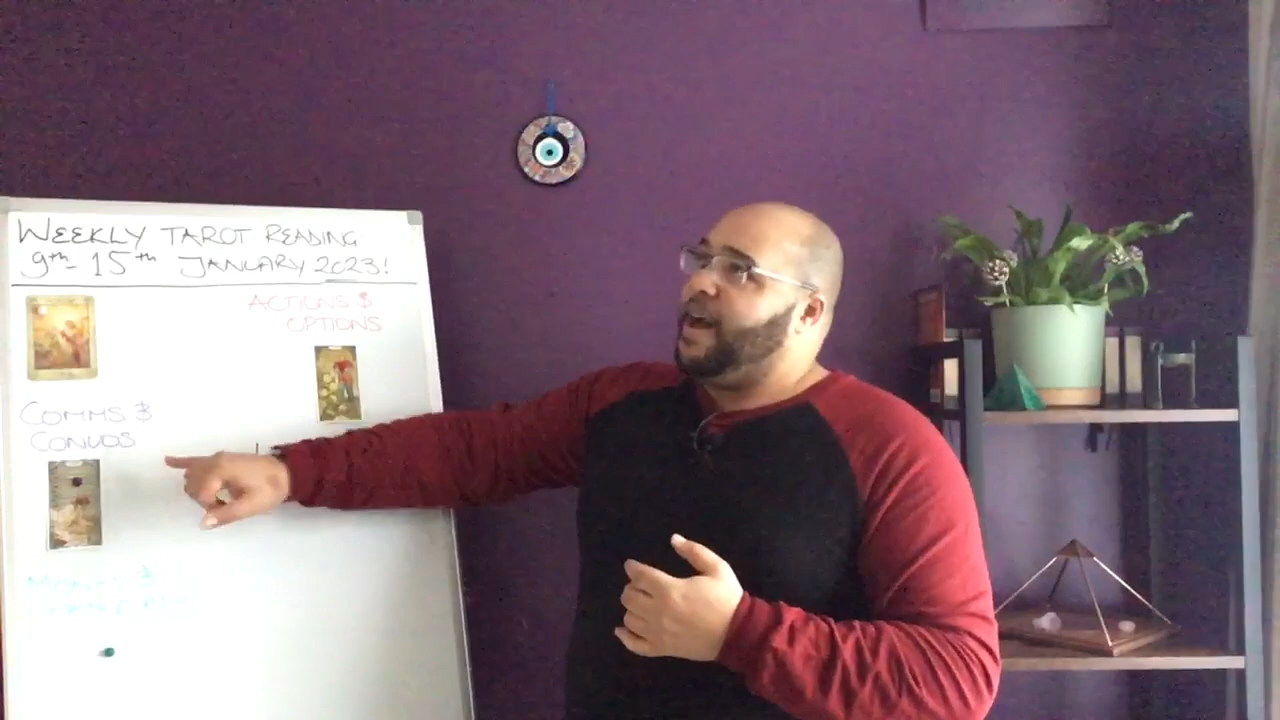 WEEKLY TAROT READING
9th - 15th JANUARY 2023!
ACTIONS &
OPTIONS
COMMS &
CONVOS
&